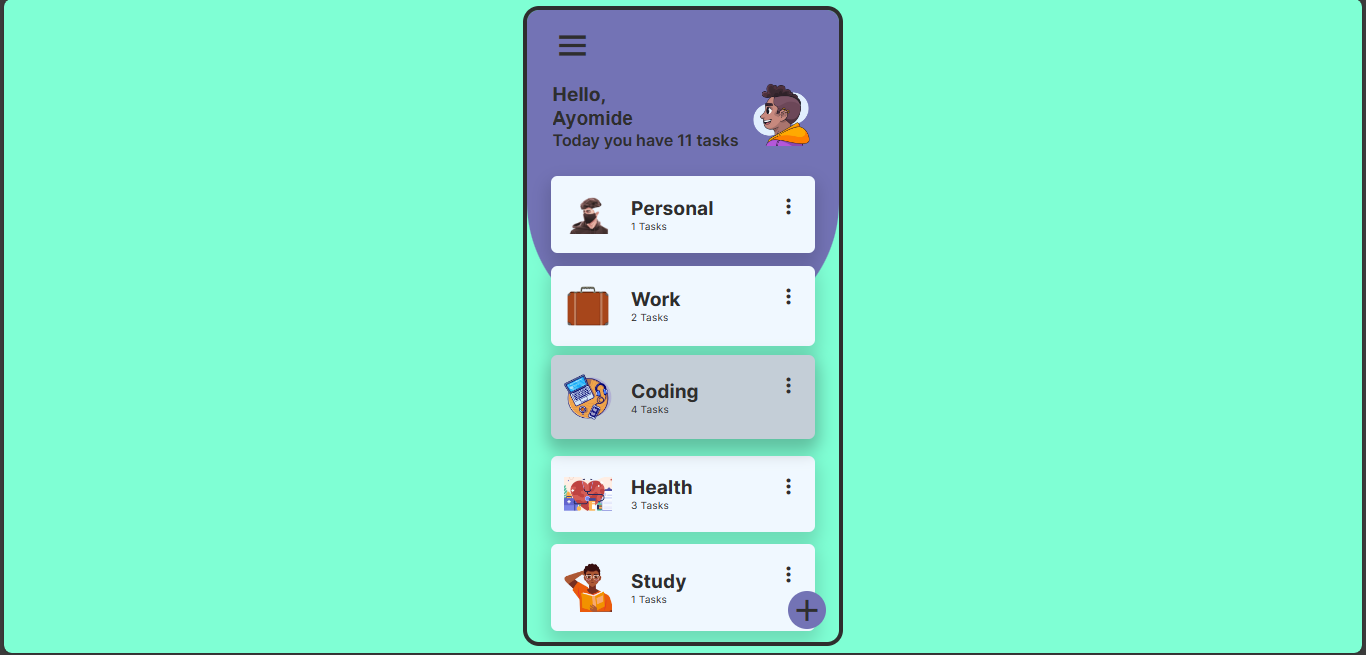 Hello,
Ayomide
Today you have 11 tasks
Personal
1 Tasks
Work
2 Tasks
Coding
4 Tasks
Health
3 Tasks
Study
1 Tasks